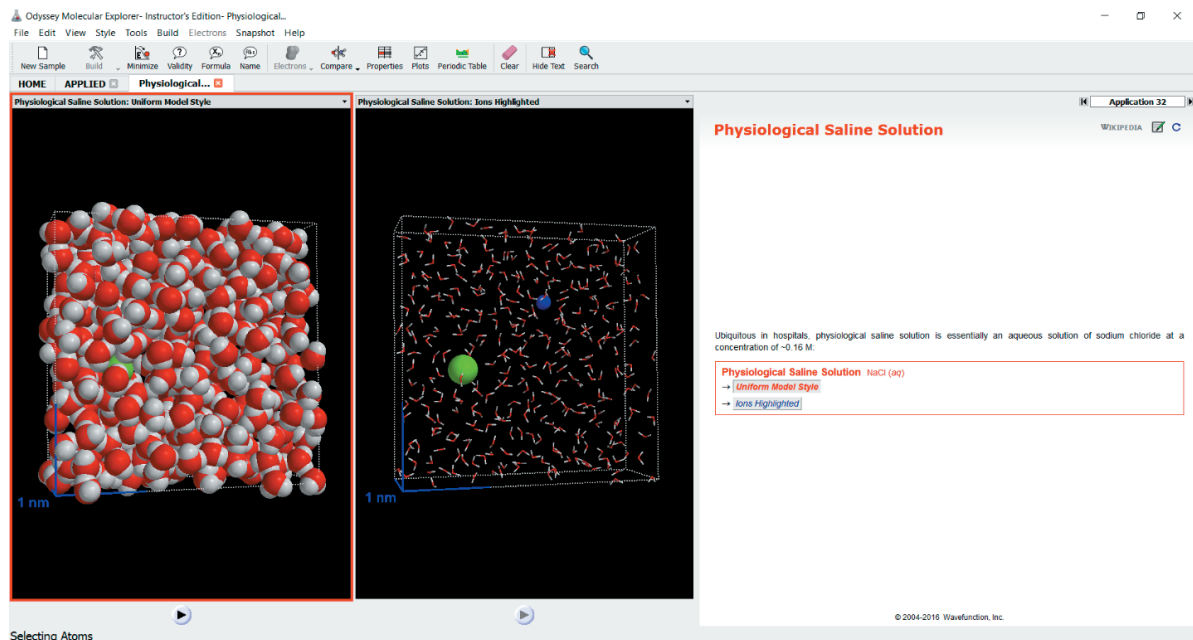 Odyssey Molecular Explorer- Instructor's Edition- Physiological...
File Edit View Style Tools Build Electrons Snapshot Help
New Sample Build Minimize Validity Formula Name Electrons Compare Properties Plots Periodic Table Clear Hide Text Search
HOME APPLIED Physiological...
Physiological Saline Solution: Uniform Model Style
1 nm
Physiological Saline Solution: Ions Highlighted
1 nm
Application 32
Physiological Saline Solution
WIKIPEDIA
Ubiquitous in hospitals, physiological saline solution is essentially an aqueous solution of sodium chloride at a
concentration of ~0.16 M:
Physiological Saline Solution NaCl (aq)
→ Uniform Model Style
→ Ions Highlighted
© 2004-2016 Wavefunction, Inc.
Selecting Atoms